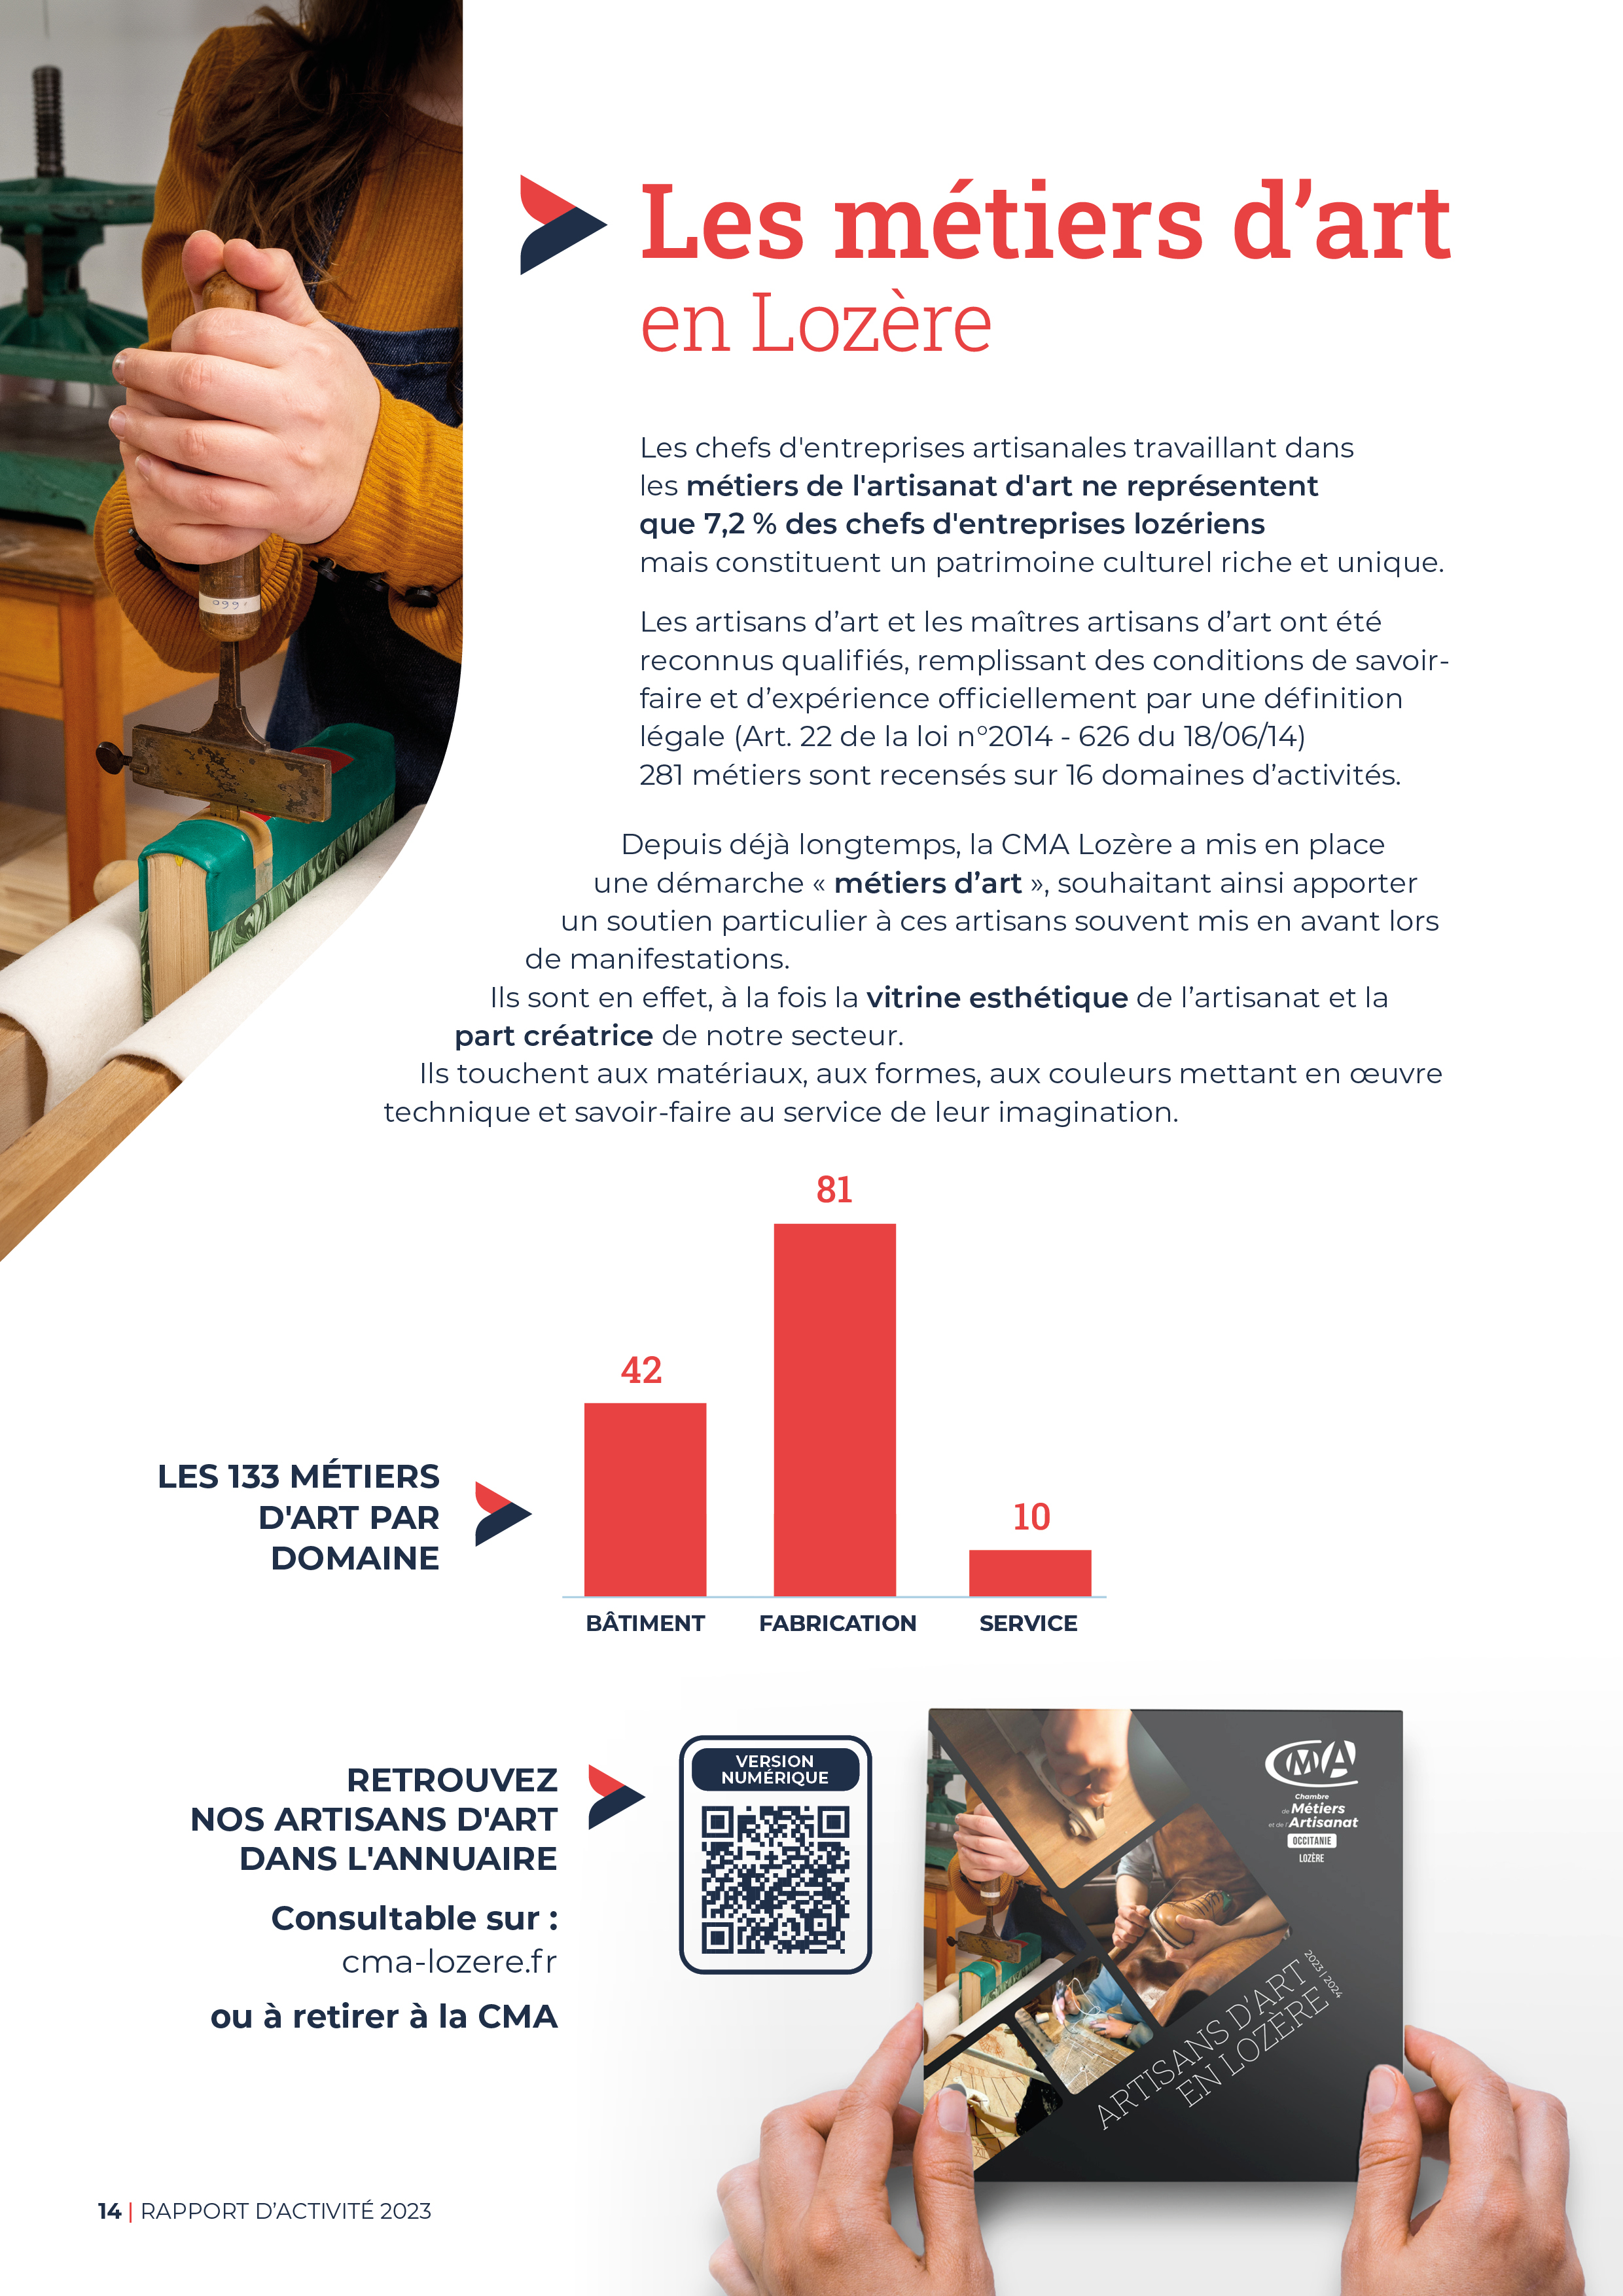 Les métiers d’art
en Lozère
Les chefs d'entreprises artisanales travaillant dans
les métiers de l'artisanat d'art ne représentent
que 7,2 % des chefs d'entreprises lozériens
mais constituent un patrimoine culturel riche et unique.
Les artisans d’art et les maîtres artisans d’art ont été
reconnus qualifiés, remplissant des conditions de savoir-
faire et d’expérience officiellement par une définition
légale (Art. 22 de la loi n°2014 - 626 du 18/06/14)
281 métiers sont recensés sur 16 domaines d’activités.
Depuis déjà longtemps, la CMA Lozère a mis en place
une démarche « métiers d’art », souhaitant ainsi apporter
un soutien particulier à ces artisans souvent mis en avant lors
de manifestations.
Ils sont en effet, à la fois la vitrine esthétique de l’artisanat et la
part créatrice de notre secteur.
Ils touchent aux matériaux, aux formes, aux couleurs mettant en œuvre
technique et savoir-faire au service de leur imagination.
LES 133 MÉTIERS
D'ART PAR
DOMAINE
42
81
10
BÂTIMENT
FABRICATION
SERVICE
RETROUVEZ
NOS ARTISANS D'ART
DANS L'ANNUAIRE
Consultable sur :
cma-lozere.fr
ou à retirer à la CMA
VERSION
NUMÉRIQUE
CMA
Chambre
de Métiers
et de l'Artisanat
OCCITANIE
LOZÈRE
ARTISANS D'ART
EN LOZÈRE
2023 | 2024
14 | RAPPORT D’ACTIVITÉ 2023